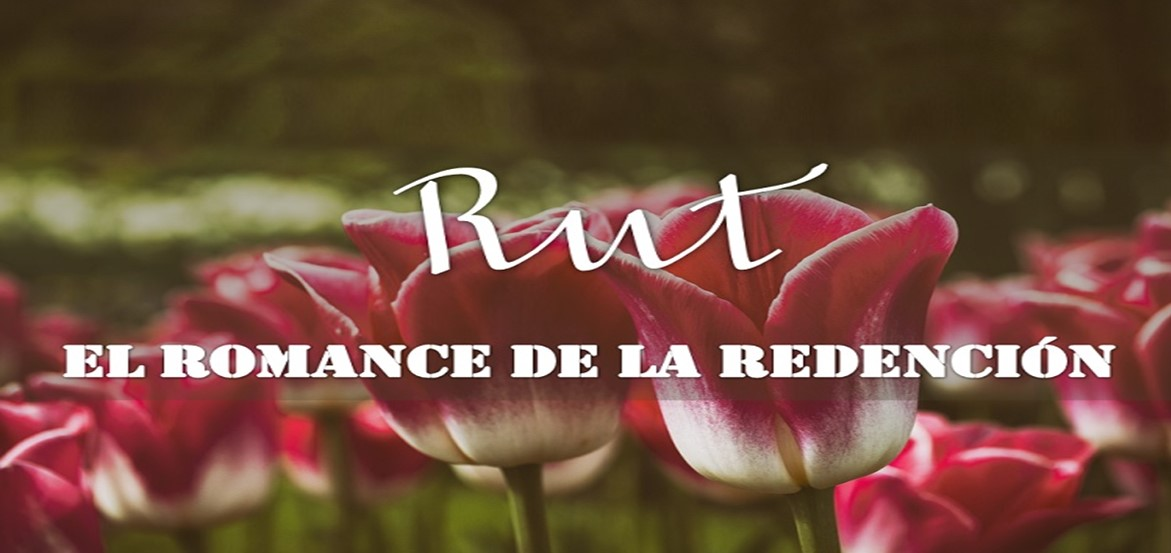 Rut
EL ROMANCE DE LA REDENCIÓN